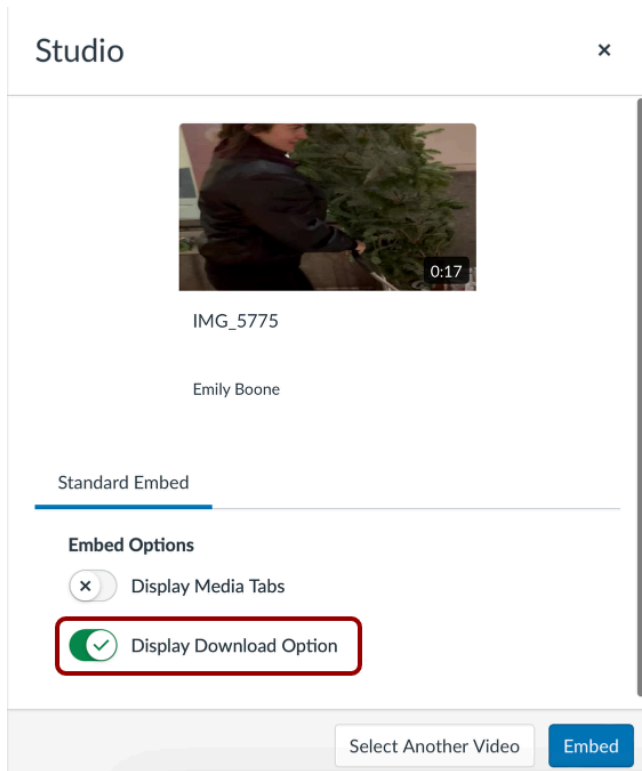 Studio
0:17
IMG_5775
Emily Boone
Standard Embed
Embed Options
Display Media Tabs
Display Download Option
Select Another Video
Embed